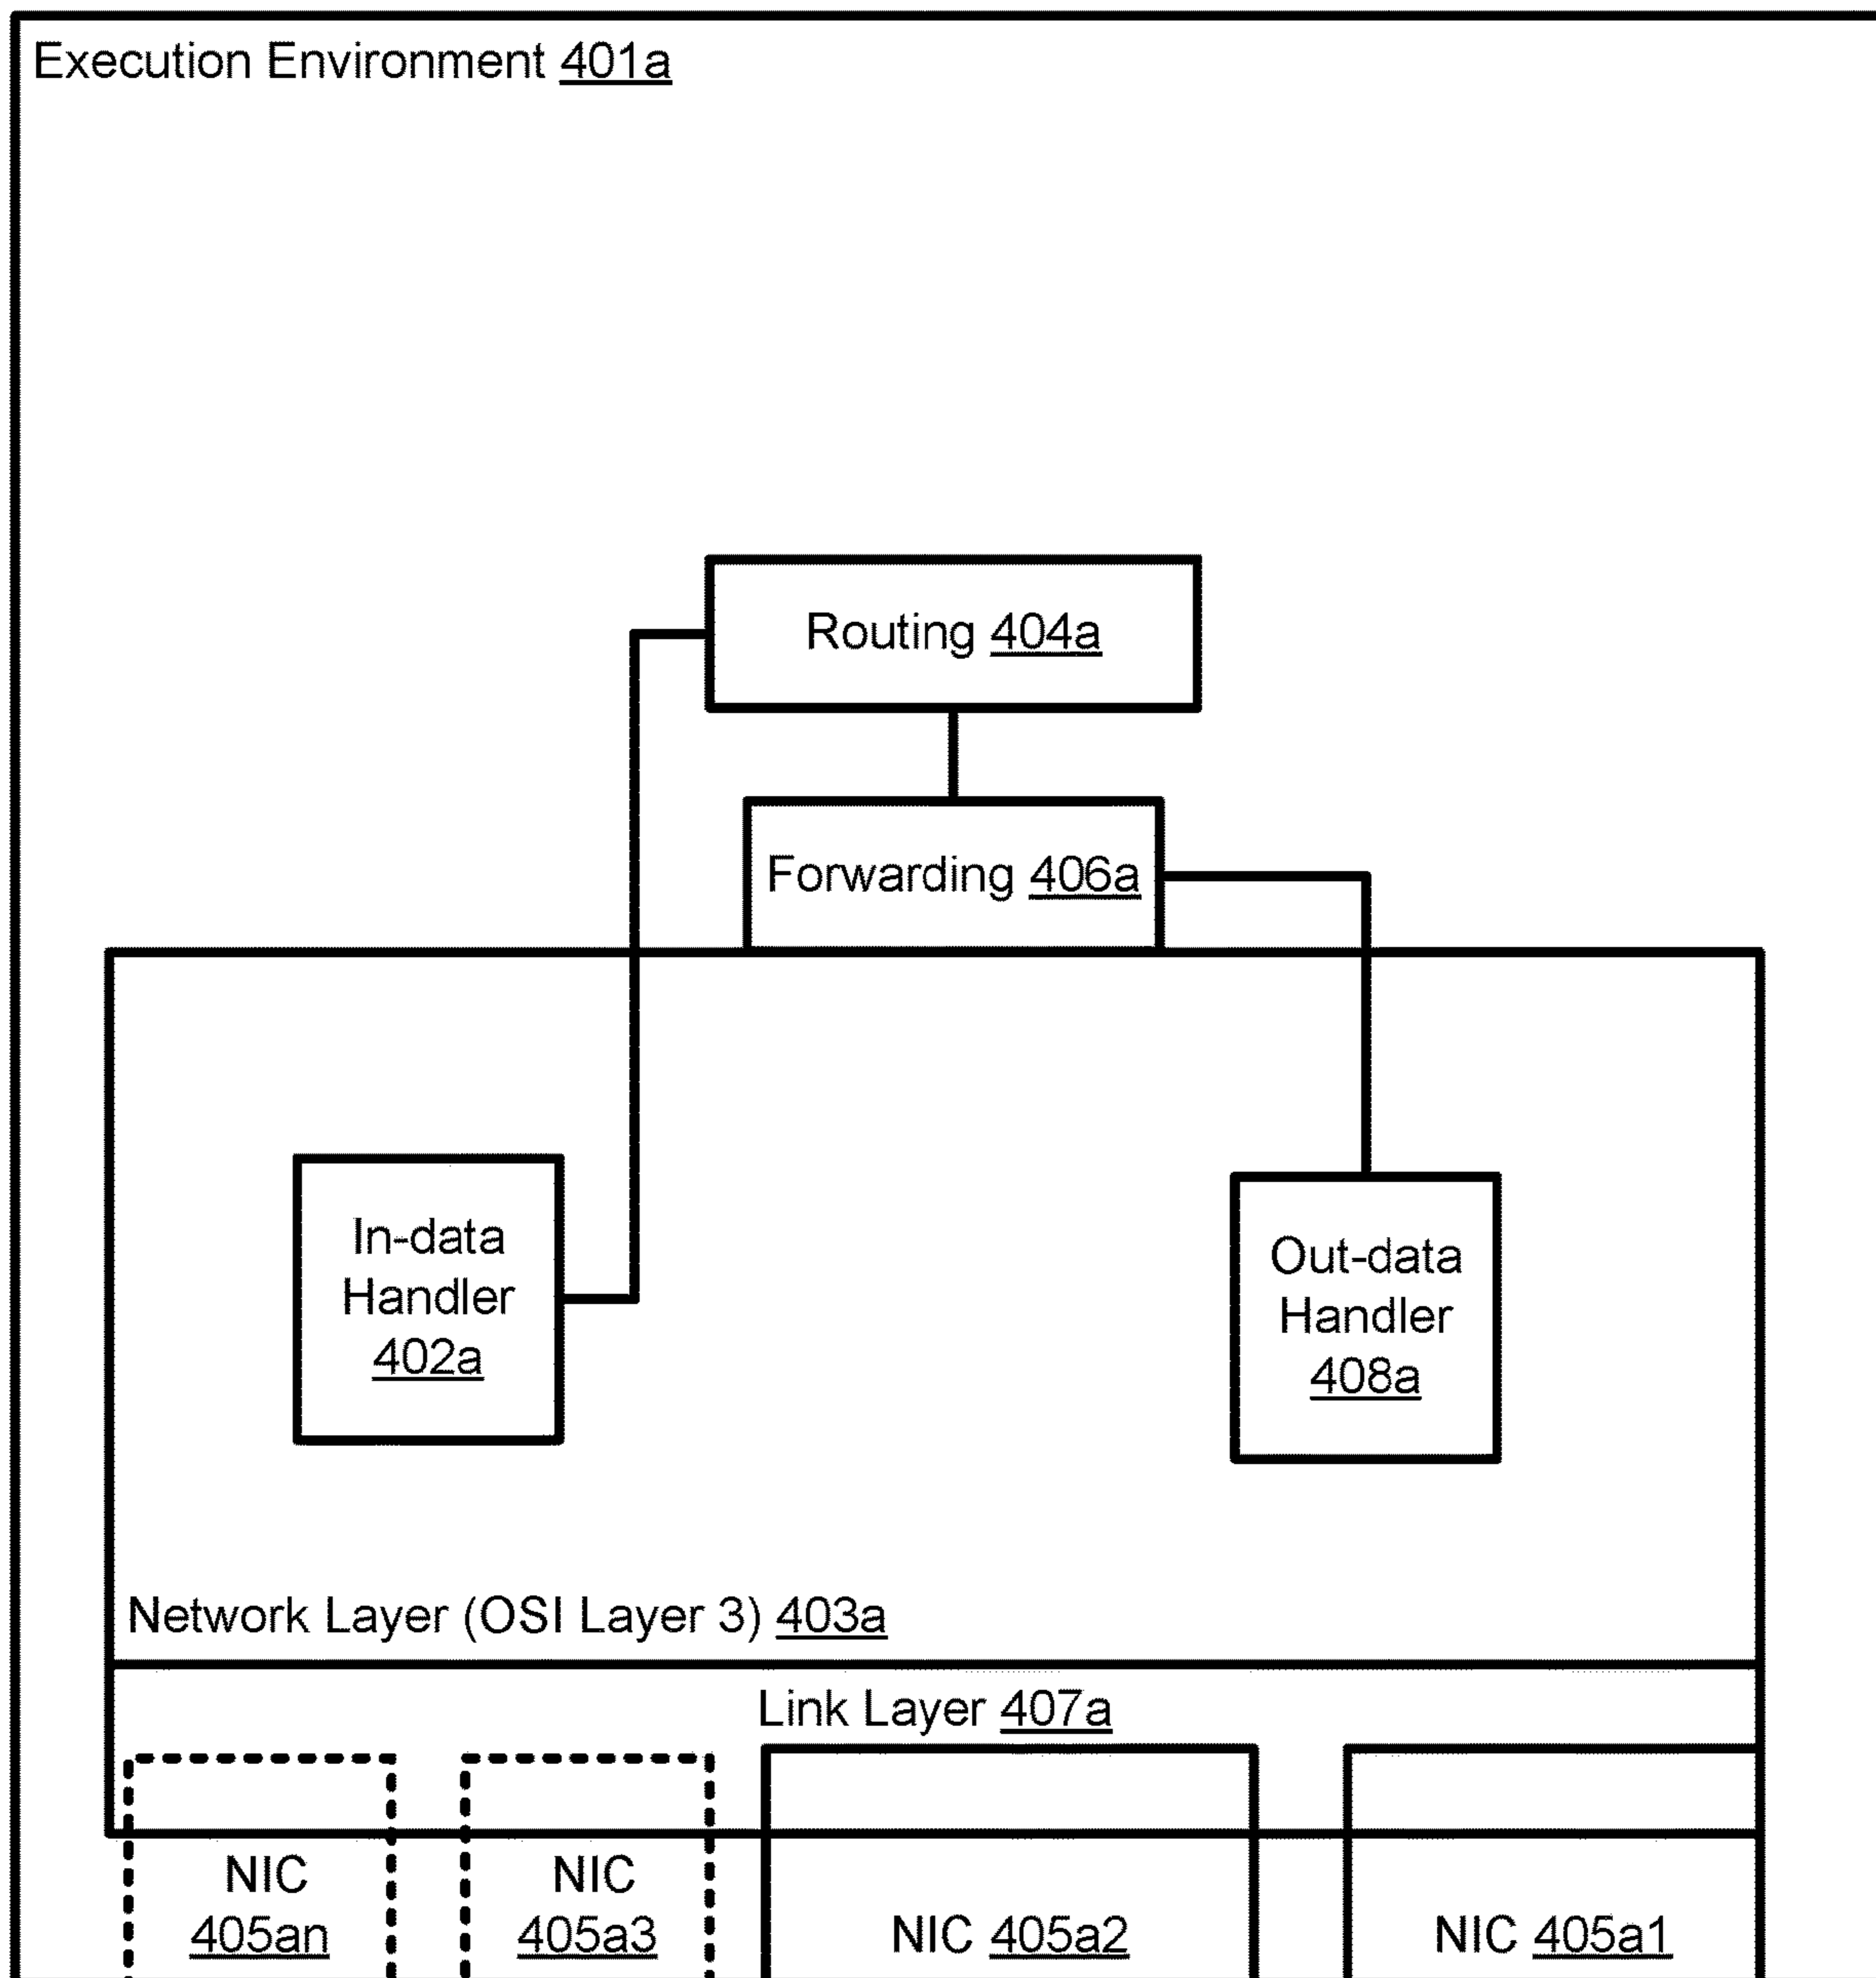 Execution Environment 401a
Routing 404a
Forwarding 406a
In-data
Handler
402a
Out-data
Handler
408a
Network Layer (OSI Layer 3) 403a
Link Layer 407a
NIC
405an
NIC
405a3
NIC 405a2
NIC 405a1